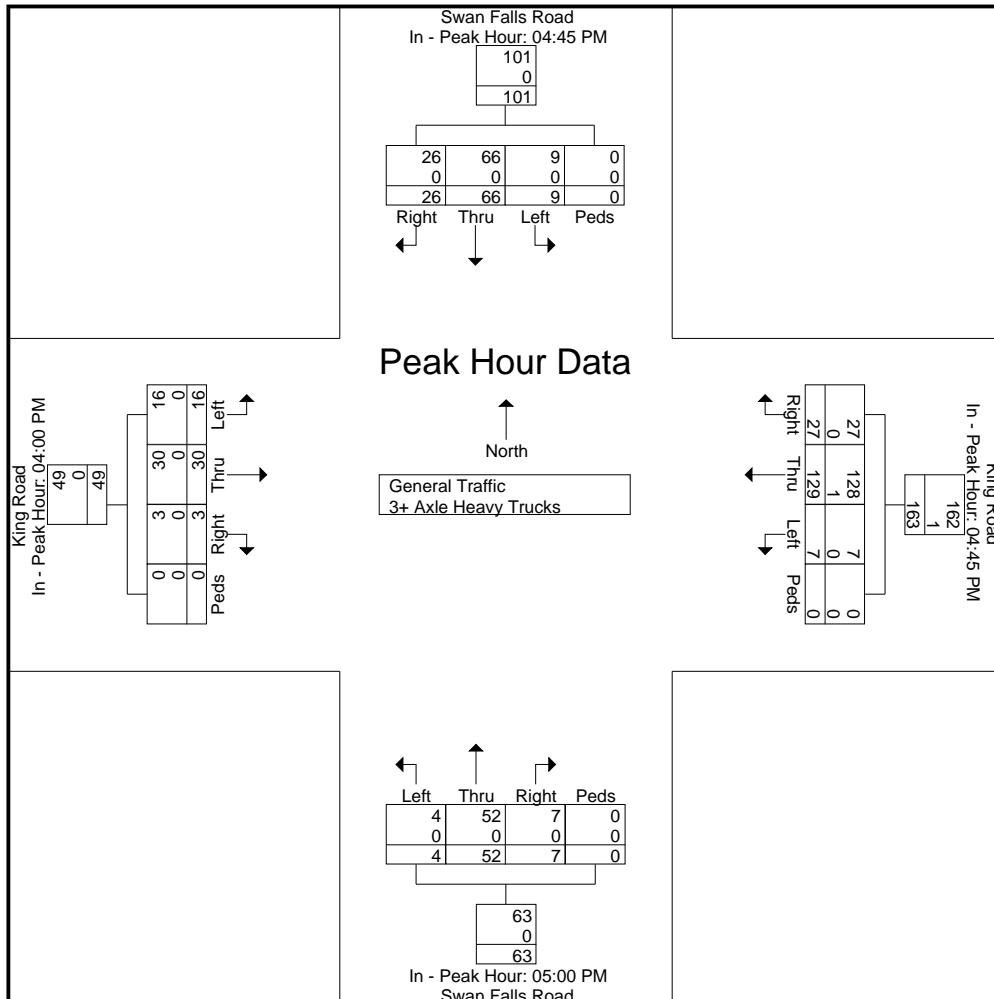 Swan Falls Road
In - Peak Hour: 04:45 PM
101
0
101
26 66 9 0
0 0 0 0
26 66 9 0
Right Thru Left Peds
Peak Hour Data
North
General Traffic
3+ Axle Heavy Trucks
King Road
In - Peak Hour: 04:00 PM
49
0
49
16 30 3 0
0 0 0 0
16 30 3 0
Left Thru Right Peds
King Road
In - Peak Hour: 04:45 PM
162
1
163
27 128 7 0
0 1 0 0
27 129 7 0
Right Thru Left Peds
Left Thru Right Peds
4 52 7 0
0 0 0 0
4 52 7 0
63
0
63
In - Peak Hour: 05:00 PM
Swan Falls Road